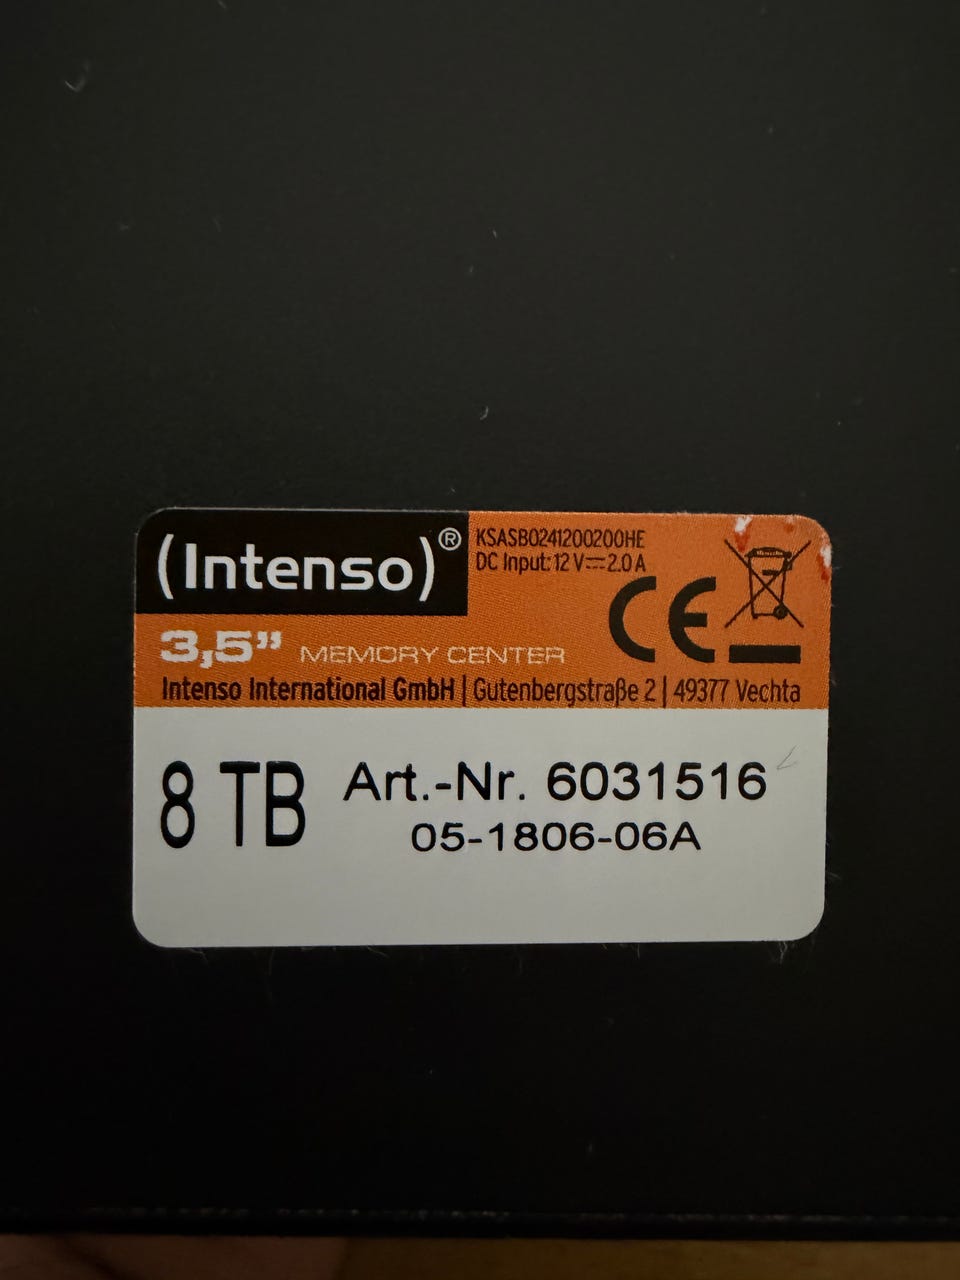 (Intenso)®
KSASB0241200200HE
DC Input: 12 V⎓2.0 A
CE
3,5” MEMORY CENTER
Intenso International GmbH | Gutenbergstraße 2 | 49377 Vechta
8 TB
Art.-Nr. 6031516
05-1806-06A